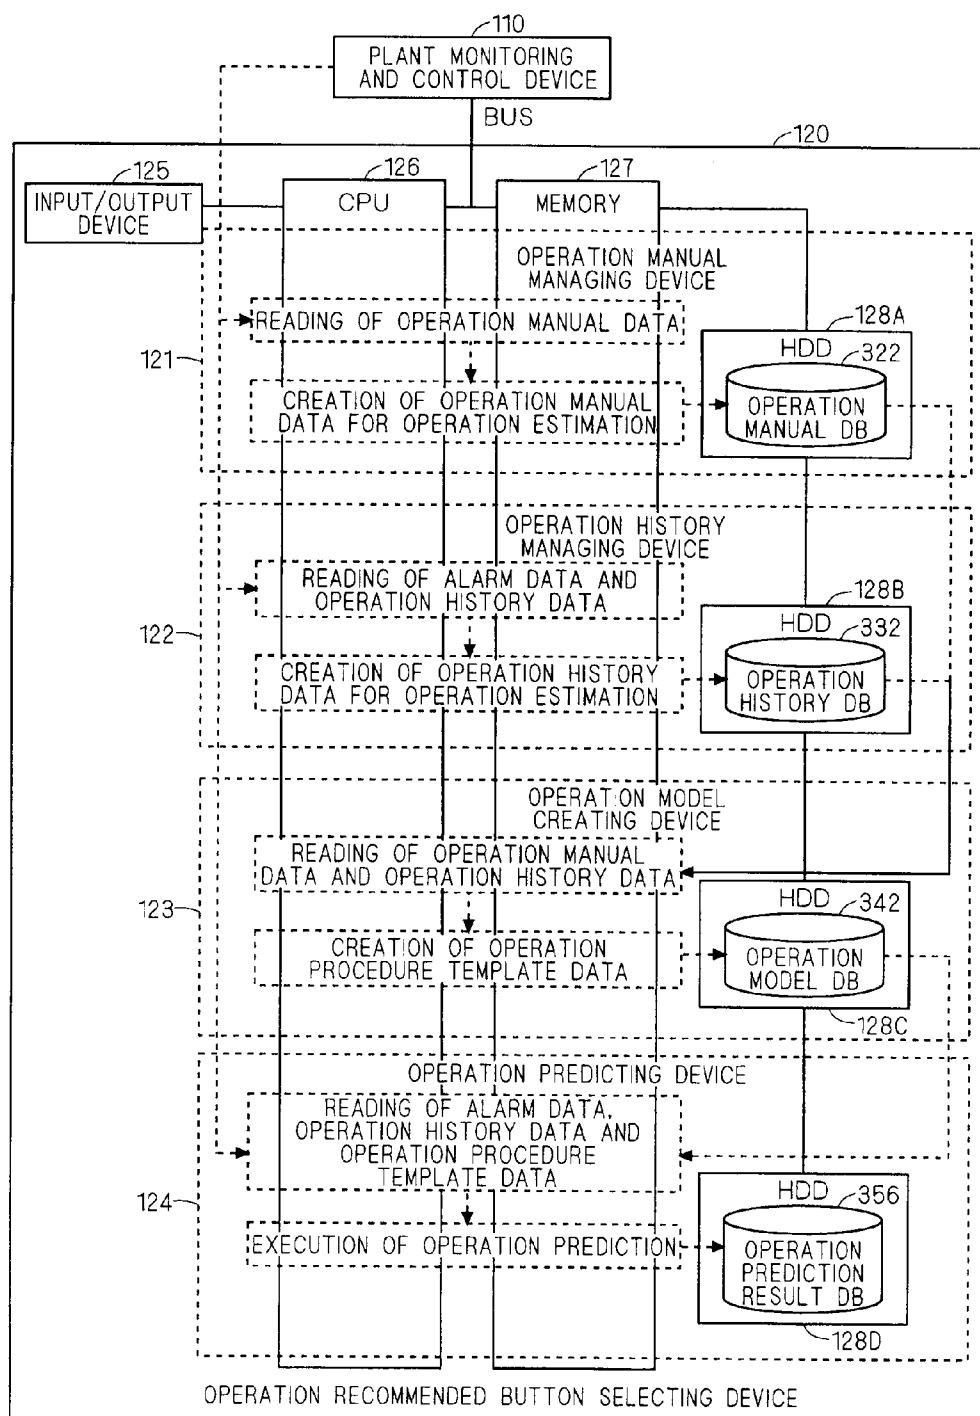 110
PLANT MONITORING
AND CONTROL DEVICE
BUS
120
125
INPUT/OUTPUT
DEVICE
126
CPU
127
MEMORY
OPERATION MANUAL
MANAGING DEVICE
READING OF OPERATION MANUAL DATA
121
CREATION OF OPERATION MANUAL
DATA FOR OPERATION ESTIMATION
128A
HDD
322
OPERATION
MANUAL DB
OPERATION HISTORY
MANAGING DEVICE
READING OF ALARM DATA AND
OPERATION HISTORY DATA
122
CREATION OF OPERATION HISTORY
DATA FOR OPERATION ESTIMATION
128B
HDD
332
OPERATION
HISTORY DB
OPERATION MODEL
CREATING DEVICE
READING OF OPERATION MANUAL
DATA AND OPERATION HISTORY DATA
123
CREATION OF OPERATION
PROCEDURE TEMPLATE DATA
HDD
342
OPERATION
MODEL DB
128C
OPERATION PREDICTING DEVICE
READING OF ALARM DATA,
OPERATION HISTORY DATA AND
OPERATION PROCEDURE
TEMPLATE DATA
124
EXECUTION OF OPERATION PREDICTION
HDD
356
OPERATION
PREDICTION
RESULT DB
128D
OPERATION RECOMMENDED BUTTON SELECTING DEVICE